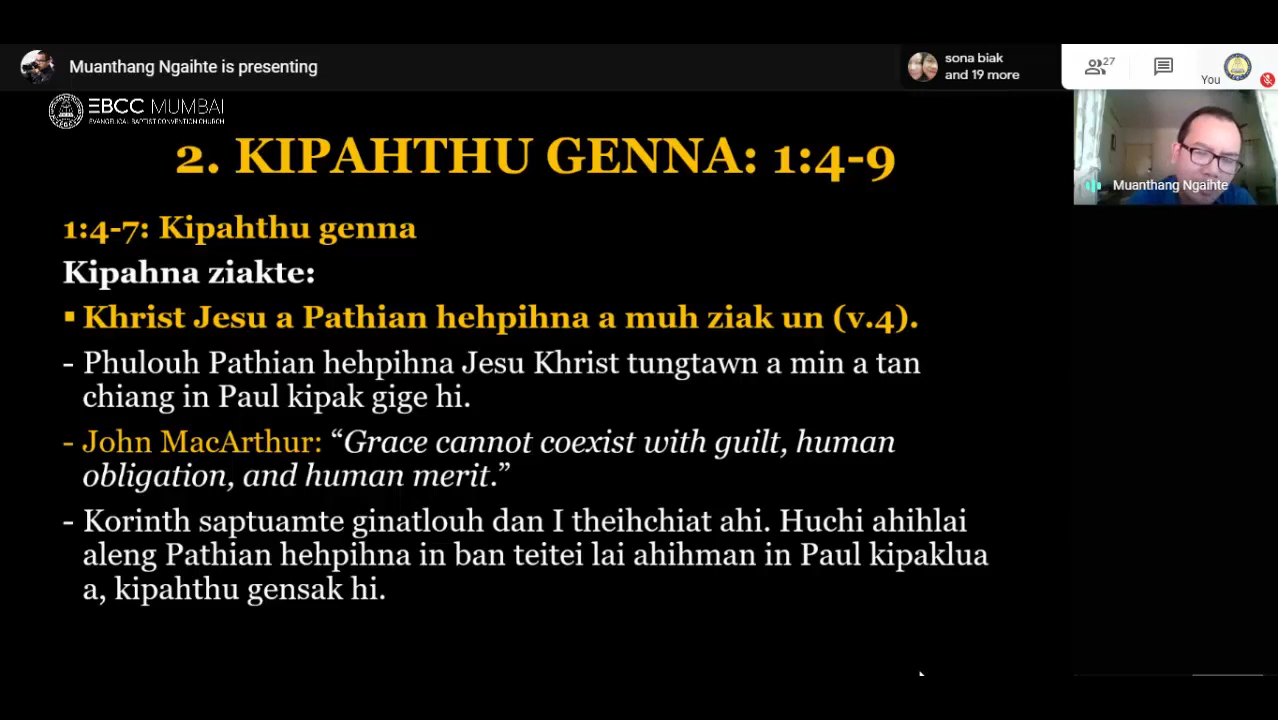 Muanthang Ngaihte is presenting
sona biak
and 19 more
27
You
EBCC MUMBAI
EVANGELICAL BAPTIST CONVENTION CHURCH
Muanthang Ngaihte
2. KIPAHTHU GENNA: 1:4-9
1:4-7: Kipahthu genna
Kipahna ziakte:
▪ Khrist Jesu a Pathian hehpihna a muh ziak un (v.4).
- Phulouh Pathian hehpihna Jesu Khrist tungtawn a min a tan
chiang in Paul kipak gige hi.
- John MacArthur: “Grace cannot coexist with guilt, human
obligation, and human merit.”
- Korinth saptuamte ginatlouh dan I theihchiat ahi. Huchi ahihlai
aleng Pathian hehpihna in ban teitei lai ahihman in Paul kipaklua
a, kipahthu gensak hi.